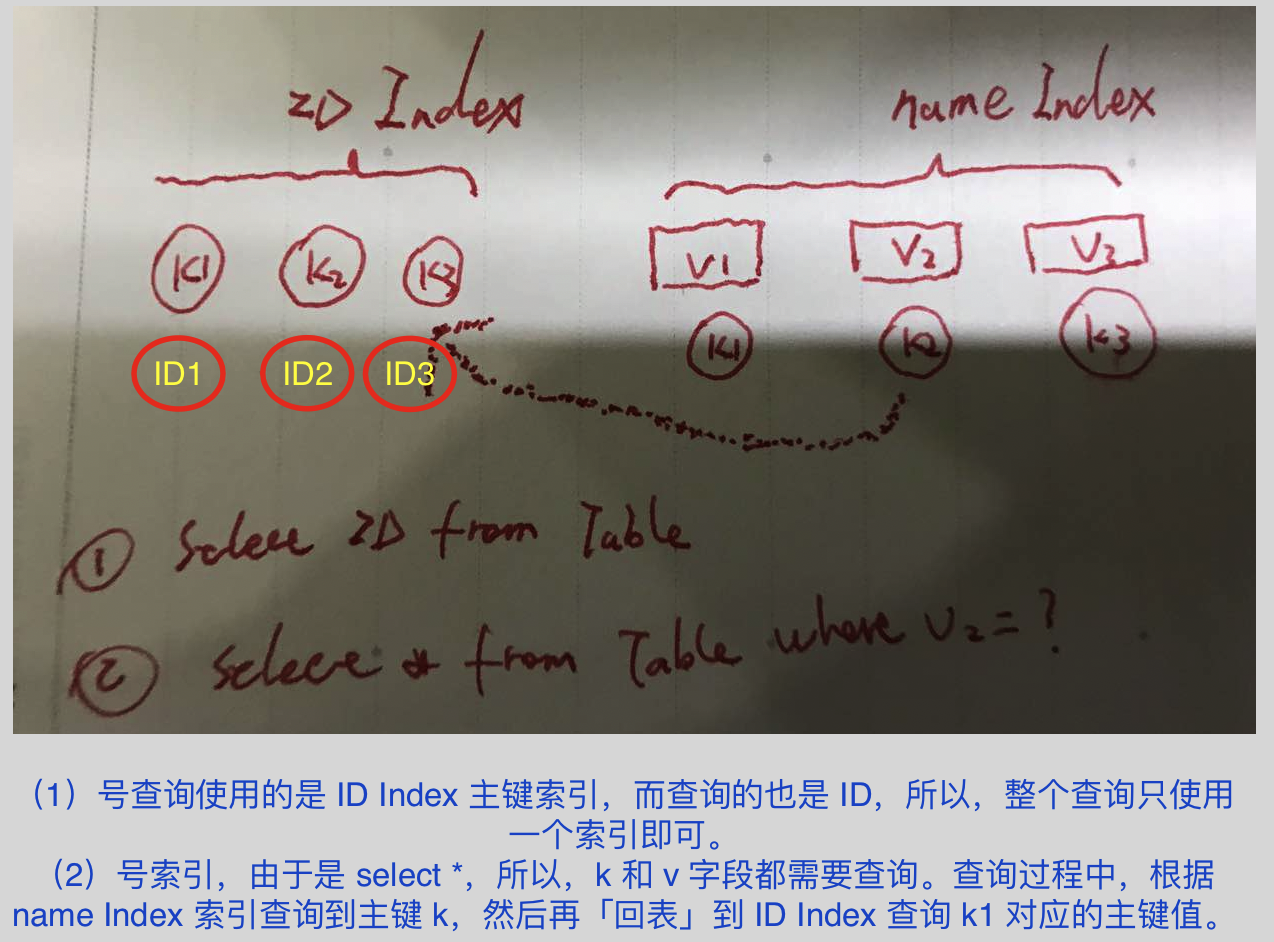 ID Index
name Index
K1 K2 K3
V1 V2 V3
K1 K2 K3
ID1 ID2 ID3
① Select ID from Table
② Select * from Table where V2 = ?
（1）号查询使用的是 ID Index 主键索引，而查询的也是 ID，所以，整个查询只使用
一个索引即可。
（2）号索引，由于是 select *，所以，k 和 v 字段都需要查询。查询过程中，根据
name Index 索引查询到主键 k，然后再「回表」到 ID Index 查询 k1 对应的主键值。